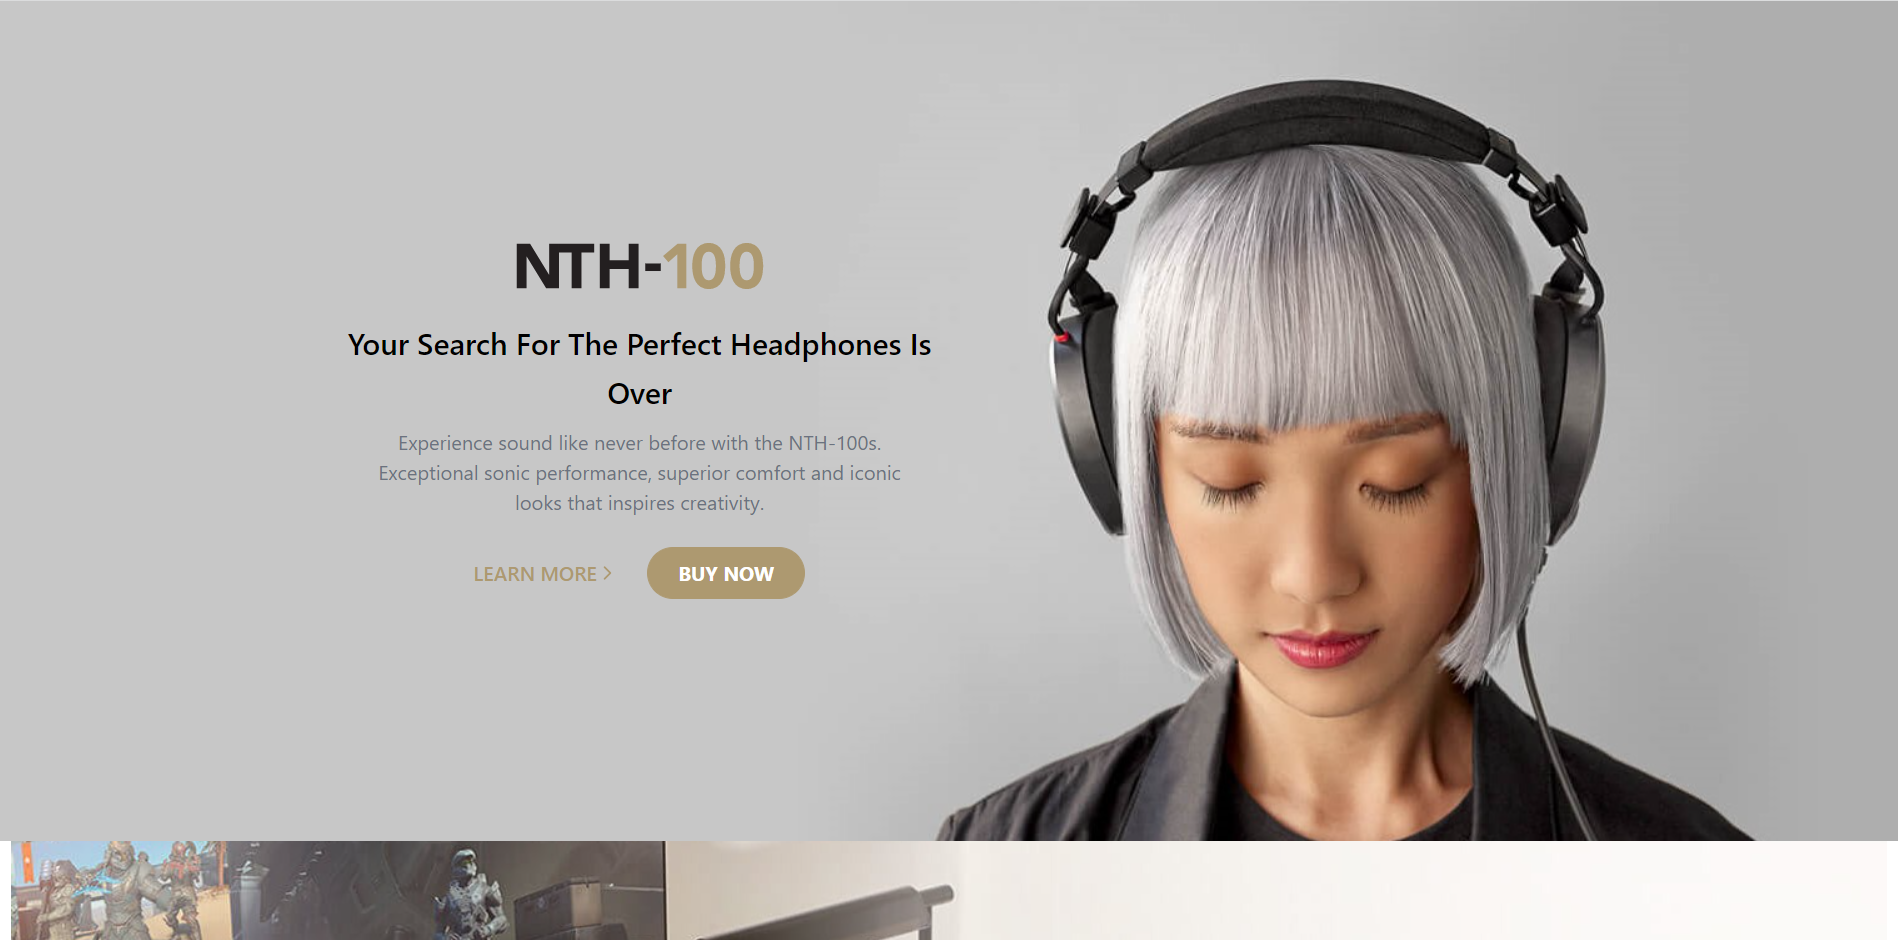 NTH-100
Your Search For The Perfect Headphones Is
Over
Experience sound like never before with the NTH-100s.
Exceptional sonic performance, superior comfort and iconic
looks that inspires creativity.
LEARN MORE
BUY NOW